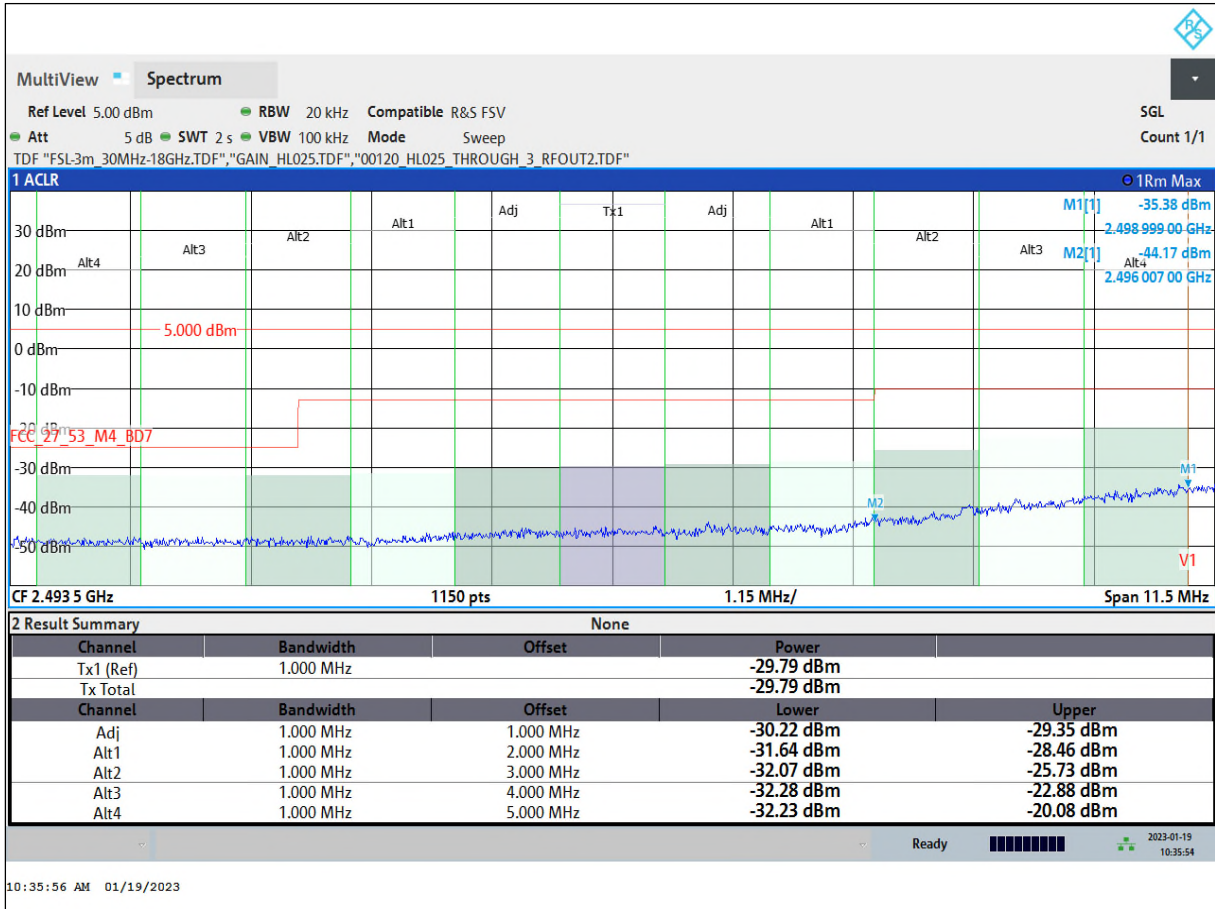 R&S
MultiView Spectrum
Ref Level 5.00 dBm RBW 20 kHz Compatible R&S FSV SGL
Att 5 dB SWT 2 s VBW 100 kHz Mode Sweep Count 1/1
TDF "FSL-3m_30MHz-18GHz.TDF","GAIN_HL025.TDF","00120_HL025_THROUGH_3_RFOUT2.TDF"
1 ACLR 1Rm Max
M1[1] -35.38 dBm
2.498 999 00 GHz
M2[1] -44.17 dBm
2.496 007 00 GHz
Alt4 Alt3 Alt2 Alt1 Adj Tx1 Adj Alt1 Alt2 Alt3 Alt4
30 dBm
20 dBm
10 dBm
5.000 dBm
0 dBm
-10 dBm
-20 dBm
FCC_27_53_M4_BD7
-30 dBm
M1
-40 dBm
M2
-50 dBm
V1
CF 2.493 5 GHz 1150 pts 1.15 MHz/ Span 11.5 MHz
2 Result Summary None
Channel Bandwidth Offset Power
Tx1 (Ref) 1.000 MHz -29.79 dBm
Tx Total -29.79 dBm
Channel Bandwidth Offset Lower Upper
Adj 1.000 MHz 1.000 MHz -30.22 dBm -29.35 dBm
Alt1 1.000 MHz 2.000 MHz -31.64 dBm -28.46 dBm
Alt2 1.000 MHz 3.000 MHz -32.07 dBm -25.73 dBm
Alt3 1.000 MHz 4.000 MHz -32.28 dBm -22.88 dBm
Alt4 1.000 MHz 5.000 MHz -32.23 dBm -20.08 dBm
Ready 2023-01-19
10:35:54
10:35:56 AM 01/19/2023